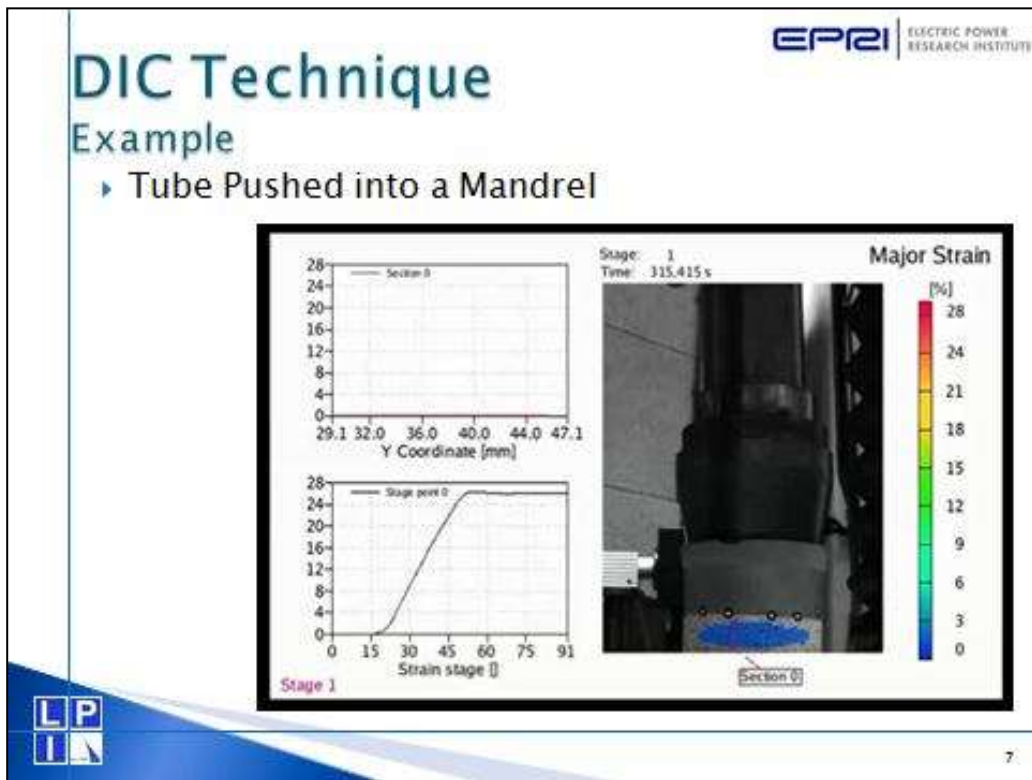 EPRI
ELECTRIC POWER
RESEARCH INSTITUTE
DIC Technique
Example
Tube Pushed into a Mandrel
28
24
20
16
12
8
4
0
Section 0
29.1 32.0 36.0 40.0 44.0 47.1
Y Coordinate [mm]
28
24
20
16
12
8
4
0
Stage point 0
0 15 30 45 60 75 91
Strain stage []
Stage 1
Stage: 1
Time: 315,415 s
Section 0
Major Strain
[%]
28
24
21
18
15
12
9
6
3
0
L P
I
7